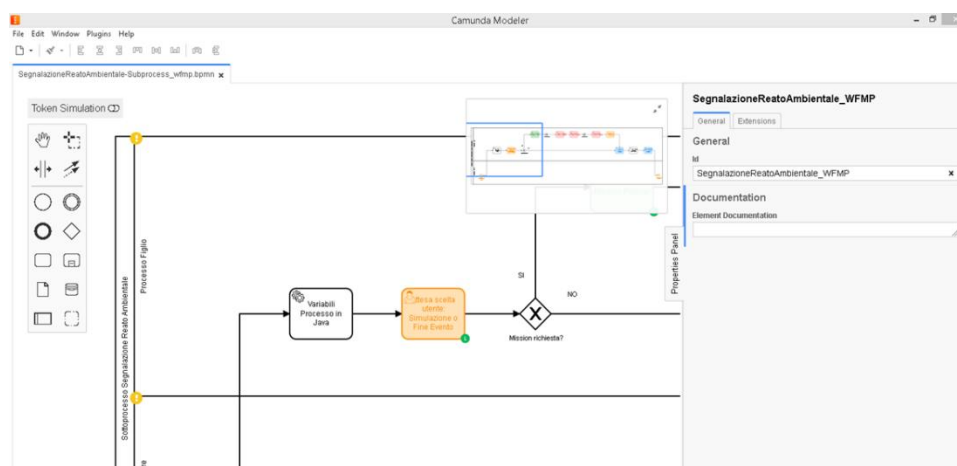 Camunda Modeler
File Edit Window Plugins Help
SegnalazioneReatoAmbientale-Subprocess_wfmp.bpmn x
Token Simulation
SegnalazioneReatoAmbientale_WFMP
General Extensions
General
Id
SegnalazioneReatoAmbientale_WFMP x
Documentation
Element Documentation
Properties Panel
Sottoprocesso Segnalazione Reato Ambientale
Processo Figlio
Variabili
Processo in
Java
scelta
utente:
Simulazione o
Fine Evento
SI
NO
X
Mission richiesta?